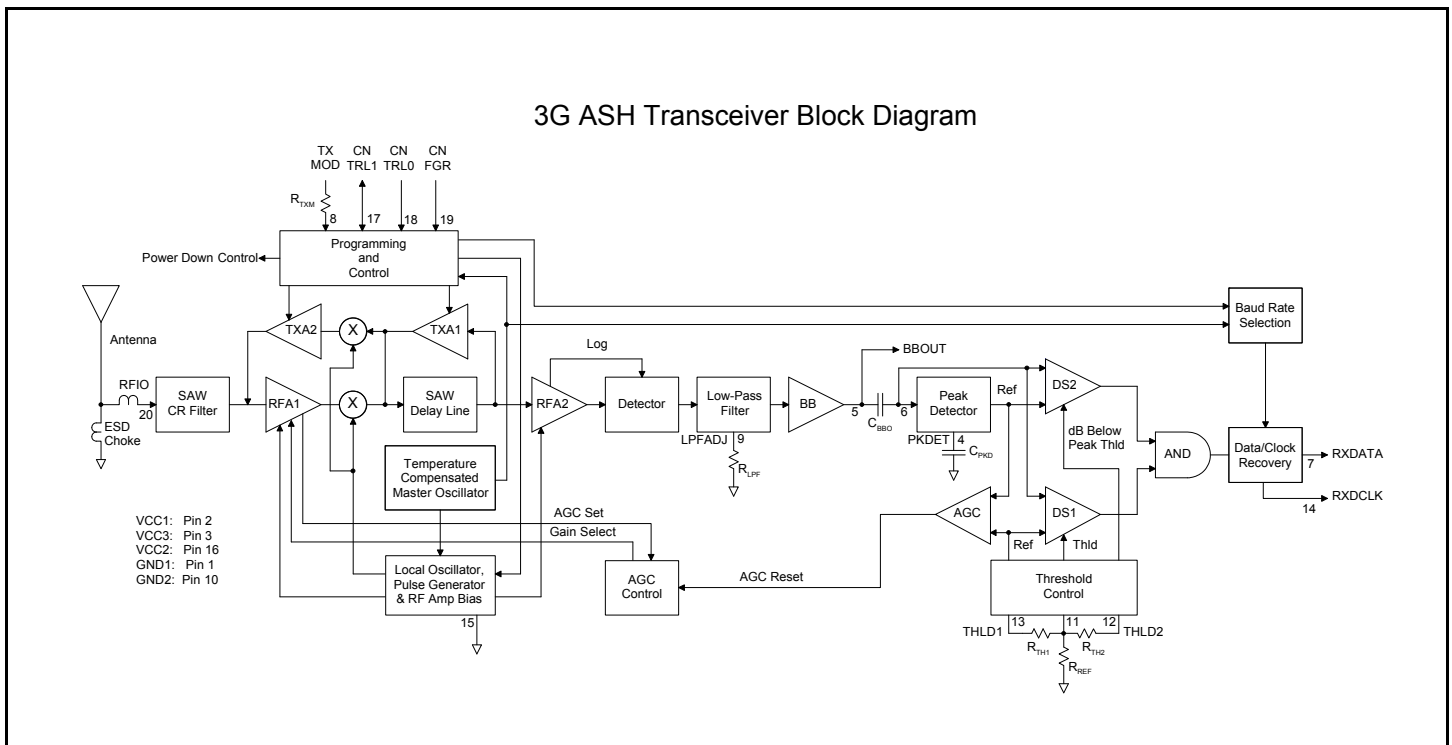 3G ASH Transceiver Block Diagram
TX
MOD
CN
TRL1
CN
TRL0
CN
FGR
RTXM
8
17
18
19
Programming
and
Control
Power Down Control
Antenna
TXA2
X
TXA1
Baud Rate
Selection
Log
BBOUT
RFIO
20
ESD
Choke
SAW
CR Filter
RFA1
X
SAW
Delay Line
RFA2
Detector
Low-Pass
Filter
BB
5
CBBO
6
Peak
Detector
Ref
DS2
LPFADJ
9
RLPF
PKDET
4
CPKD
dB Below
Peak Thld
AND
Data/Clock
Recovery
7
RXDATA
RXDCLK
14
Temperature
Compensated
Master Oscillator
AGC Set
Gain Select
AGC
Ref
DS1
Thld
VCC1: Pin 2
VCC3: Pin 3
VCC2: Pin 16
GND1: Pin 1
GND2: Pin 10
Local Oscillator,
Pulse Generator
& RF Amp Bias
15
AGC
Control
AGC Reset
Threshold
Control
THLD1
13
11
12
THLD2
RTH1
RTH2
RREF